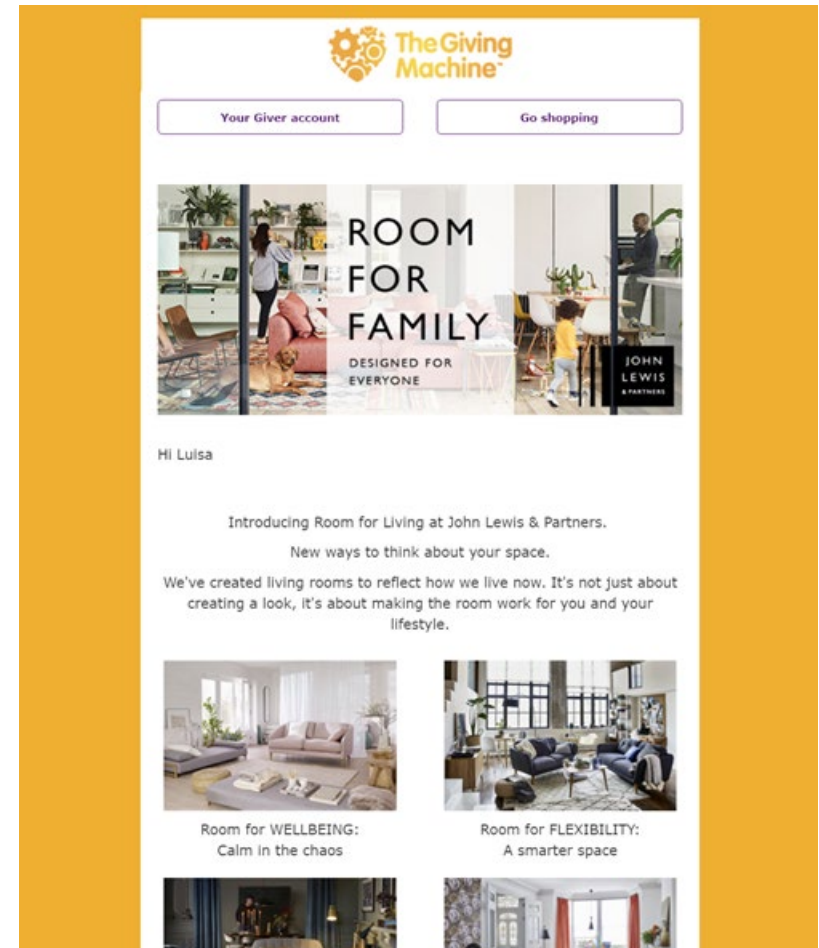 The Giving
Machine™
Your Giver account
Go shopping
ROOM
FOR
FAMILY
DESIGNED FOR
EVERYONE
JOHN
LEWIS
& PARTNERS
Hi Luisa
Introducing Room for Living at John Lewis & Partners.
New ways to think about your space.
We've created living rooms to reflect how we live now. It's not just about
creating a look, it's about making the room work for you and your
lifestyle.
Room for WELLBEING:
Calm in the chaos
Room for FLEXIBILITY:
A smarter space